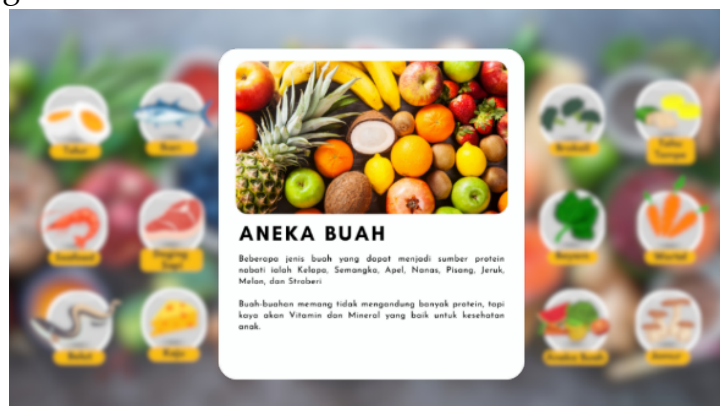 ANEKA BUAH
Beberapa jenis buah yang dapat menjadi sumber protein
nabati ialah Kelapa, Semangka, Apel, Nanas, Pisang, Jeruk,
Melon, dan Stroberi
Buah-buahan memang tidak mengandung banyak protein, tapi
kaya akan Vitamin dan Mineral yang baik untuk kesehatan
anak.
Telur
Ikan
Brokoli
Tahu
Tempe
Seafood
Daging
Sapi
Bayam
Wortel
Belut
Keju
Aneka Buah
Jamur